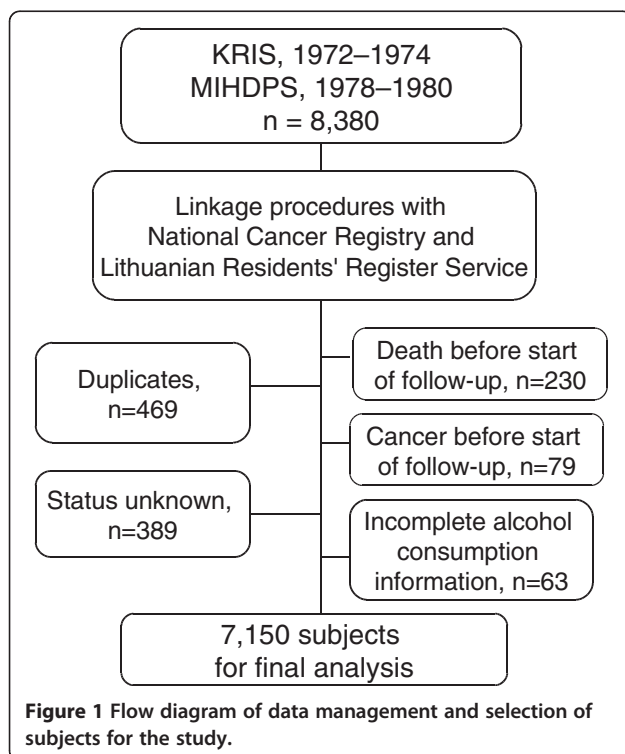 KRIS, 1972–1974
MIHDPS, 1978–1980
n = 8,380
Linkage procedures with
National Cancer Registry and
Lithuanian Residents' Register Service
Duplicates,
n=469
Death before start
of follow-up, n=230
Cancer before start
of follow-up, n=79
Status unknown,
n=389
Incomplete alcohol
consumption
information, n=63
7,150 subjects
for final analysis
Figure 1 Flow diagram of data management and selection of
subjects for the study.